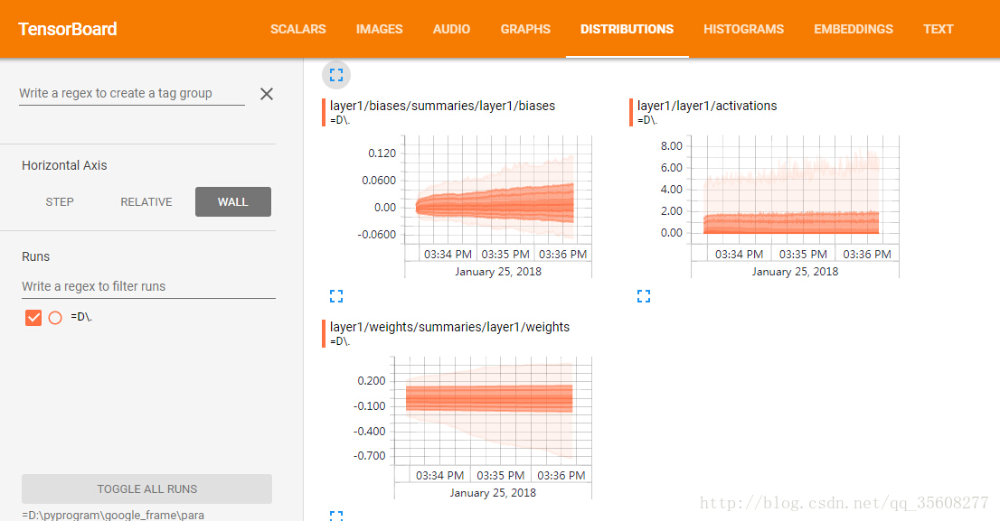 TensorBoard
SCALARS IMAGES AUDIO GRAPHS DISTRIBUTIONS HISTOGRAMS EMBEDDINGS TEXT
Write a regex to create a tag group
Horizontal Axis
STEP RELATIVE WALL
Runs
Write a regex to filter runs
=D\.
TOGGLE ALL RUNS
=D:\pyprogram\google_frame\para
layer1/biases/summaries/layer1/biases
=D\.
0.120
0.0600
0.00
-0.0600
03:34 PM 03:35 PM 03:36 PM
January 25, 2018
layer1/layer1/activations
=D\.
8.00
6.00
4.00
2.00
0.00
03:34 PM 03:35 PM 03:36 PM
January 25, 2018
layer1/weights/summaries/layer1/weights
=D\.
0.200
-0.100
-0.400
-0.700
03:34 PM 03:35 PM 03:36 PM
January 25, 2018
http://blog.csdn.net/qq_35608277